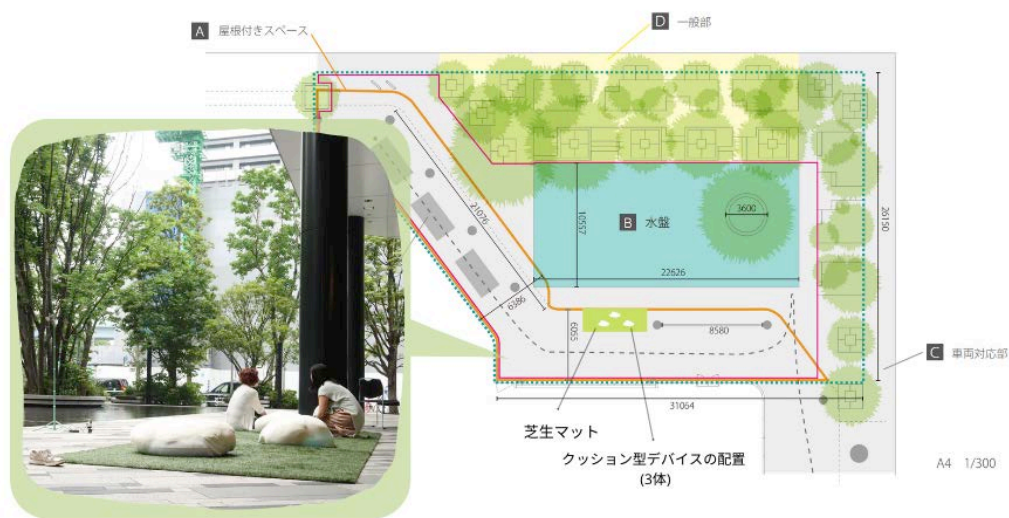 A 屋根付きスペース
D 一般部
21076
10557
3600
B 水盤
26150
22626
6386
6055
8580
C 車両対応部
31064
芝生マット
クッション型デバイスの配置
(3体)
A4 1/300